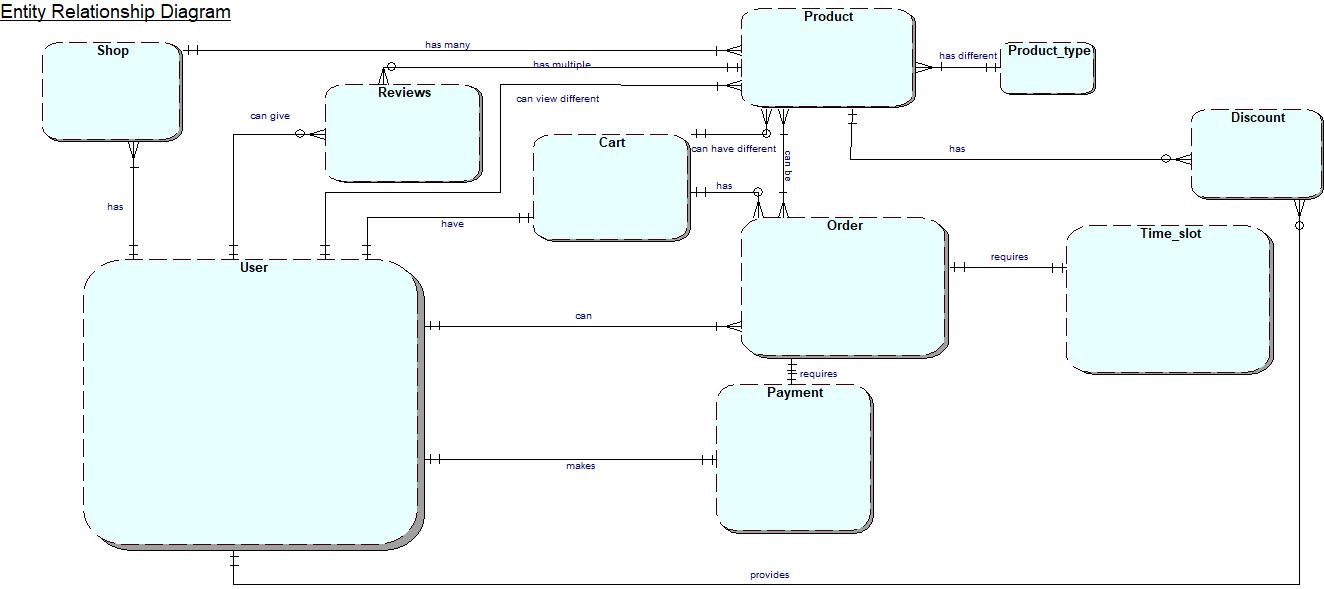 Entity Relationship Diagram
Product
Shop
has many
has different
Product_type
has multiple
Reviews
can view different
can give
Discount
Cart
can have different
can be
has
has
has
have
Order
Time_slot
requires
User
can
requires
Payment
makes
provides